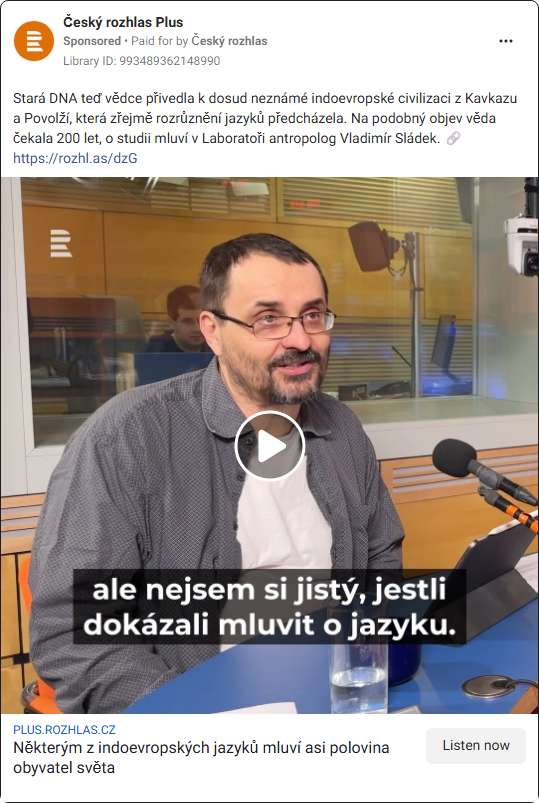 Český rozhlas Plus
Sponsored • Paid for by Český rozhlas
Library ID: 993489362148990
Stará DNA teď vědce přivedla k dosud neznámé indoevropské civilizaci z Kavkazu
a Povolží, která zřejmě rozrůznění jazyků předcházela. Na podobný objev věda
čekala 200 let, o studii mluví v Laboratoři antropolog Vladimír Sládek. 🔗
https://rozhl.as/dzG
ale nejsem si jistý, jestli
dokázali mluvit o jazyku.
PLUS.ROZHLAS.CZ
Některým z indoevropských jazyků mluví asi polovina
obyvatel světa
Listen now